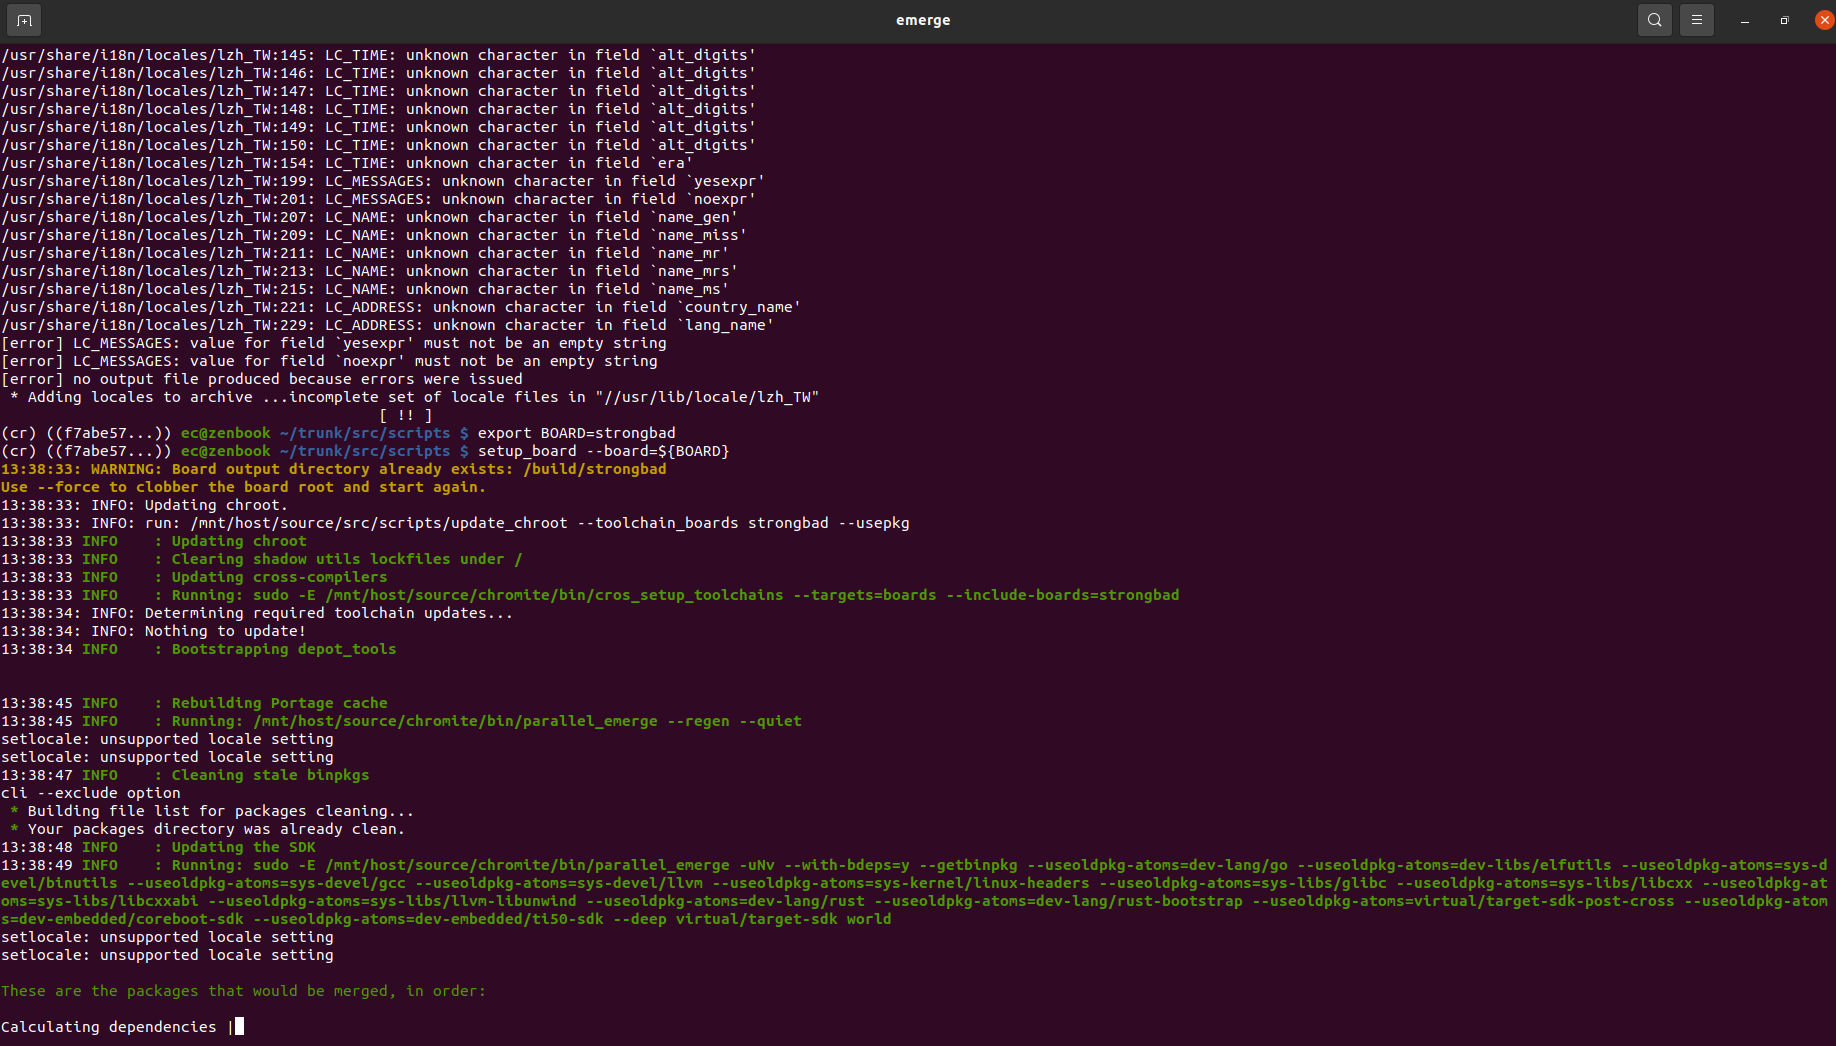 emerge
/usr/share/i18n/locales/lzh_TW:145: LC_TIME: unknown character in field `alt_digits'
/usr/share/i18n/locales/lzh_TW:146: LC_TIME: unknown character in field `alt_digits'
/usr/share/i18n/locales/lzh_TW:147: LC_TIME: unknown character in field `alt_digits'
/usr/share/i18n/locales/lzh_TW:148: LC_TIME: unknown character in field `alt_digits'
/usr/share/i18n/locales/lzh_TW:149: LC_TIME: unknown character in field `alt_digits'
/usr/share/i18n/locales/lzh_TW:150: LC_TIME: unknown character in field `alt_digits'
/usr/share/i18n/locales/lzh_TW:154: LC_TIME: unknown character in field `era'
/usr/share/i18n/locales/lzh_TW:199: LC_MESSAGES: unknown character in field `yesexpr'
/usr/share/i18n/locales/lzh_TW:201: LC_MESSAGES: unknown character in field `noexpr'
/usr/share/i18n/locales/lzh_TW:207: LC_NAME: unknown character in field `name_gen'
/usr/share/i18n/locales/lzh_TW:209: LC_NAME: unknown character in field `name_miss'
/usr/share/i18n/locales/lzh_TW:211: LC_NAME: unknown character in field `name_mr'
/usr/share/i18n/locales/lzh_TW:213: LC_NAME: unknown character in field `name_mrs'
/usr/share/i18n/locales/lzh_TW:215: LC_NAME: unknown character in field `name_ms'
/usr/share/i18n/locales/lzh_TW:221: LC_ADDRESS: unknown character in field `country_name'
/usr/share/i18n/locales/lzh_TW:229: LC_ADDRESS: unknown character in field `lang_name'
[error] LC_MESSAGES: value for field `yesexpr' must not be an empty string
[error] LC_MESSAGES: value for field `noexpr' must not be an empty string
[error] no output file produced because errors were issued
 * Adding locales to archive ...incomplete set of locale files in "//usr/lib/locale/lzh_TW"
[ !! ]
(cr) ((f7abe57...)) ec@zenbook ~/trunk/src/scripts $ export BOARD=strongbad
(cr) ((f7abe57...)) ec@zenbook ~/trunk/src/scripts $ setup_board --board=${BOARD}
13:38:33: WARNING: Board output directory already exists: /build/strongbad
Use --force to clobber the board root and start again.
13:38:33: INFO: Updating chroot.
13:38:33: INFO: run: /mnt/host/source/src/scripts/update_chroot --toolchain_boards strongbad --usepkg
13:38:33 INFO    : Updating chroot
13:38:33 INFO    : Clearing shadow utils lockfiles under /
13:38:33 INFO    : Updating cross-compilers
13:38:33 INFO    : Running: sudo -E /mnt/host/source/chromite/bin/cros_setup_toolchains --targets=boards --include-boards=strongbad
13:38:34: INFO: Determining required toolchain updates...
13:38:34: INFO: Nothing to update!
13:38:34 INFO    : Bootstrapping depot_tools
13:38:45 INFO    : Rebuilding Portage cache
13:38:45 INFO    : Running: /mnt/host/source/chromite/bin/parallel_emerge --regen --quiet
setlocale: unsupported locale setting
setlocale: unsupported locale setting
13:38:47 INFO    : Cleaning stale binpkgs
cli --exclude option
 * Building file list for packages cleaning...
 * Your packages directory was already clean.
13:38:48 INFO    : Updating the SDK
13:38:49 INFO    : Running: sudo -E /mnt/host/source/chromite/bin/parallel_emerge -uNv --with-bdeps=y --getbinpkg --useoldpkg-atoms=dev-lang/go --useoldpkg-atoms=dev-libs/elfutils --useoldpkg-atoms=sys-d
evel/binutils --useoldpkg-atoms=sys-devel/gcc --useoldpkg-atoms=sys-devel/llvm --useoldpkg-atoms=sys-kernel/linux-headers --useoldpkg-atoms=sys-libs/glibc --useoldpkg-atoms=sys-libs/libcxx --useoldpkg-at
oms=sys-libs/libcxxabi --useoldpkg-atoms=sys-libs/llvm-libunwind --useoldpkg-atoms=dev-lang/rust --useoldpkg-atoms=dev-lang/rust-bootstrap --useoldpkg-atoms=virtual/target-sdk-post-cross --useoldpkg-atom
s=dev-embedded/coreboot-sdk --useoldpkg-atoms=dev-embedded/ti50-sdk --deep virtual/target-sdk world
setlocale: unsupported locale setting
setlocale: unsupported locale setting
These are the packages that would be merged, in order:
Calculating dependencies |